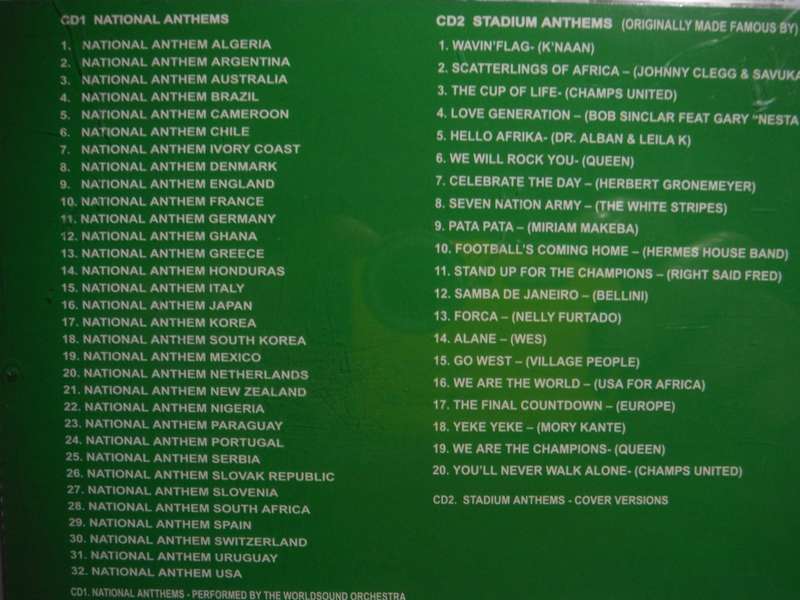 CD1 NATIONAL ANTHEMS
1. NATIONAL ANTHEM ALGERIA
2. NATIONAL ANTHEM ARGENTINA
3. NATIONAL ANTHEM AUSTRALIA
4. NATIONAL ANTHEM BRAZIL
5. NATIONAL ANTHEM CAMEROON
6. NATIONAL ANTHEM CHILE
7. NATIONAL ANTHEM IVORY COAST
8. NATIONAL ANTHEM DENMARK
9. NATIONAL ANTHEM ENGLAND
10. NATIONAL ANTHEM FRANCE
11. NATIONAL ANTHEM GERMANY
12. NATIONAL ANTHEM GHANA
13. NATIONAL ANTHEM GREECE
14. NATIONAL ANTHEM HONDURAS
15. NATIONAL ANTHEM ITALY
16. NATIONAL ANTHEM JAPAN
17. NATIONAL ANTHEM KOREA
18. NATIONAL ANTHEM SOUTH KOREA
19. NATIONAL ANTHEM MEXICO
20. NATIONAL ANTHEM NETHERLANDS
21. NATIONAL ANTHEM NEW ZEALAND
22. NATIONAL ANTHEM NIGERIA
23. NATIONAL ANTHEM PARAGUAY
24. NATIONAL ANTHEM PORTUGAL
25. NATIONAL ANTHEM SERBIA
26. NATIONAL ANTHEM SLOVAK REPUBLIC
27. NATIONAL ANTHEM SLOVENIA
28. NATIONAL ANTHEM SOUTH AFRICA
29. NATIONAL ANTHEM SPAIN
30. NATIONAL ANTHEM SWITZERLAND
31. NATIONAL ANTHEM URUGUAY
32. NATIONAL ANTHEM USA
CD1. NATIONAL ANTTHEMS - PERFORMED BY THE WORLDSOUND ORCHESTRA
CD2 STADIUM ANTHEMS (ORIGINALLY MADE FAMOUS BY)
1. WAVIN'FLAG- (K'NAAN)
2. SCATTERLINGS OF AFRICA – (JOHNNY CLEGG & SAVUKA
3. THE CUP OF LIFE- (CHAMPS UNITED)
4. LOVE GENERATION – (BOB SINCLAR FEAT GARY "NESTA
5. HELLO AFRIKA- (DR. ALBAN & LEILA K)
6. WE WILL ROCK YOU- (QUEEN)
7. CELEBRATE THE DAY – (HERBERT GRONEMEYER)
8. SEVEN NATION ARMY – (THE WHITE STRIPES)
9. PATA PATA – (MIRIAM MAKEBA)
10. FOOTBALL'S COMING HOME – (HERMES HOUSE BAND)
11. STAND UP FOR THE CHAMPIONS – (RIGHT SAID FRED)
12. SAMBA DE JANEIRO – (BELLINI)
13. FORCA – (NELLY FURTADO)
14. ALANE – (WES)
15. GO WEST – (VILLAGE PEOPLE)
16. WE ARE THE WORLD – (USA FOR AFRICA)
17. THE FINAL COUNTDOWN – (EUROPE)
18. YEKE YEKE – (MORY KANTE)
19. WE ARE THE CHAMPIONS- (QUEEN)
20. YOU'LL NEVER WALK ALONE- (CHAMPS UNITED)
CD2. STADIUM ANTHEMS - COVER VERSIONS